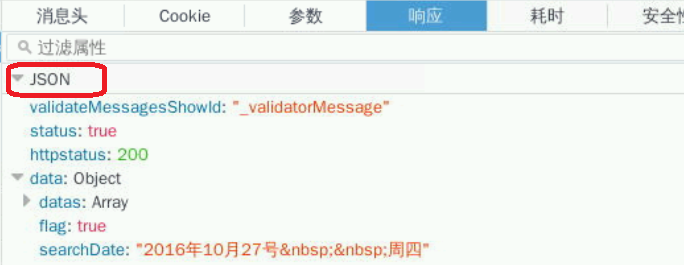 消息头 Cookie 参数 响应 耗时 安全性
过滤属性
JSON
validateMessagesShowId: "_validatorMessage"
status: true
httpstatus: 200
data: Object
datas: Array
flag: true
searchDate: "2016年10月27号&nbsp;&nbsp;周四"